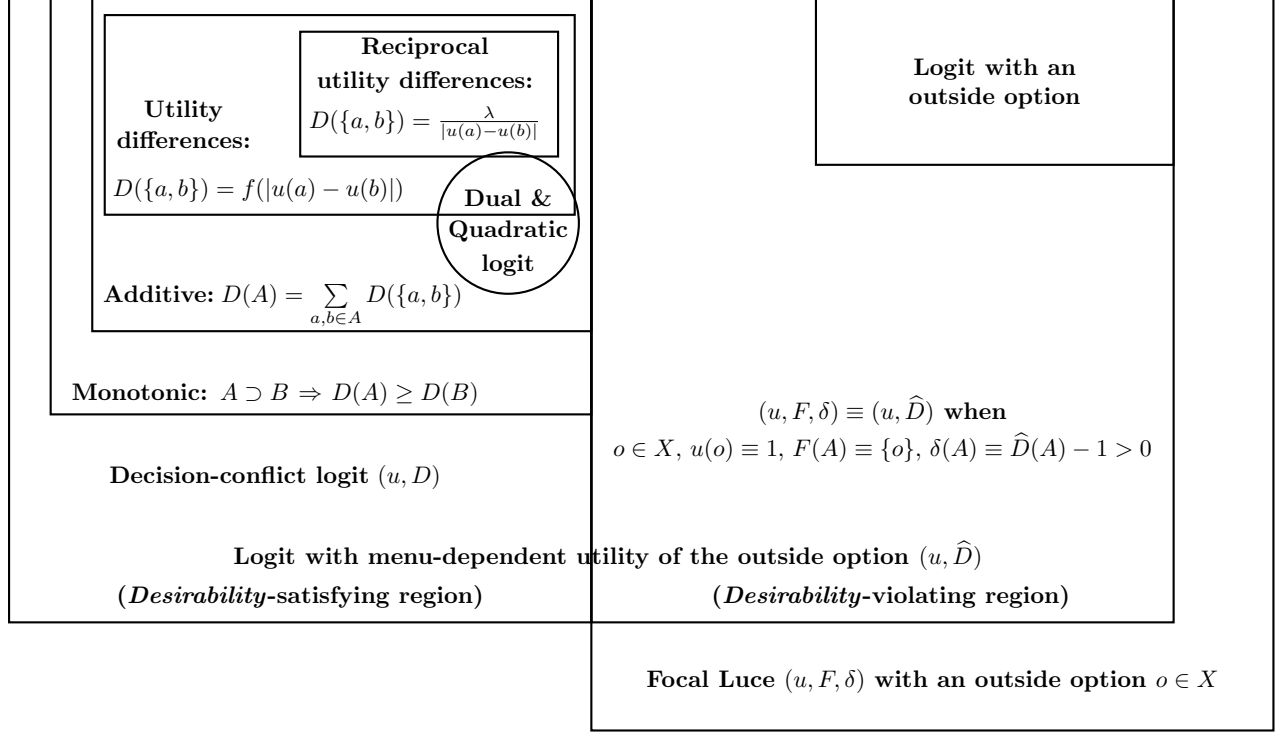 Reciprocal
utility differences:
D({a, b}) = λ / |u(a)−u(b)|
Utility
differences:
D({a, b}) = f(|u(a) − u(b)|)
Dual &
Quadratic
logit
Additive: D(A) = ∑_{a,b∈A} D({a, b})
Monotonic: A ⊃ B ⇒ D(A) ≥ D(B)
Decision-conflict logit (u, D)
Logit with an
outside option
(u, F, δ) ≡ (u, D̂) when
o ∈ X, u(o) ≡ 1, F(A) ≡ {o}, δ(A) ≡ D̂(A) − 1 > 0
Logit with menu-dependent utility of the outside option (u, D̂)
(Desirability-satisfying region)
(Desirability-violating region)
Focal Luce (u, F, δ) with an outside option o ∈ X